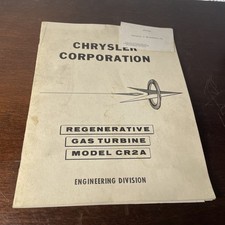 CHRYSLER
CORPORATION
REGENERATIVE
GAS TURBINE
MODEL CR2A
ENGINEERING DIVISION